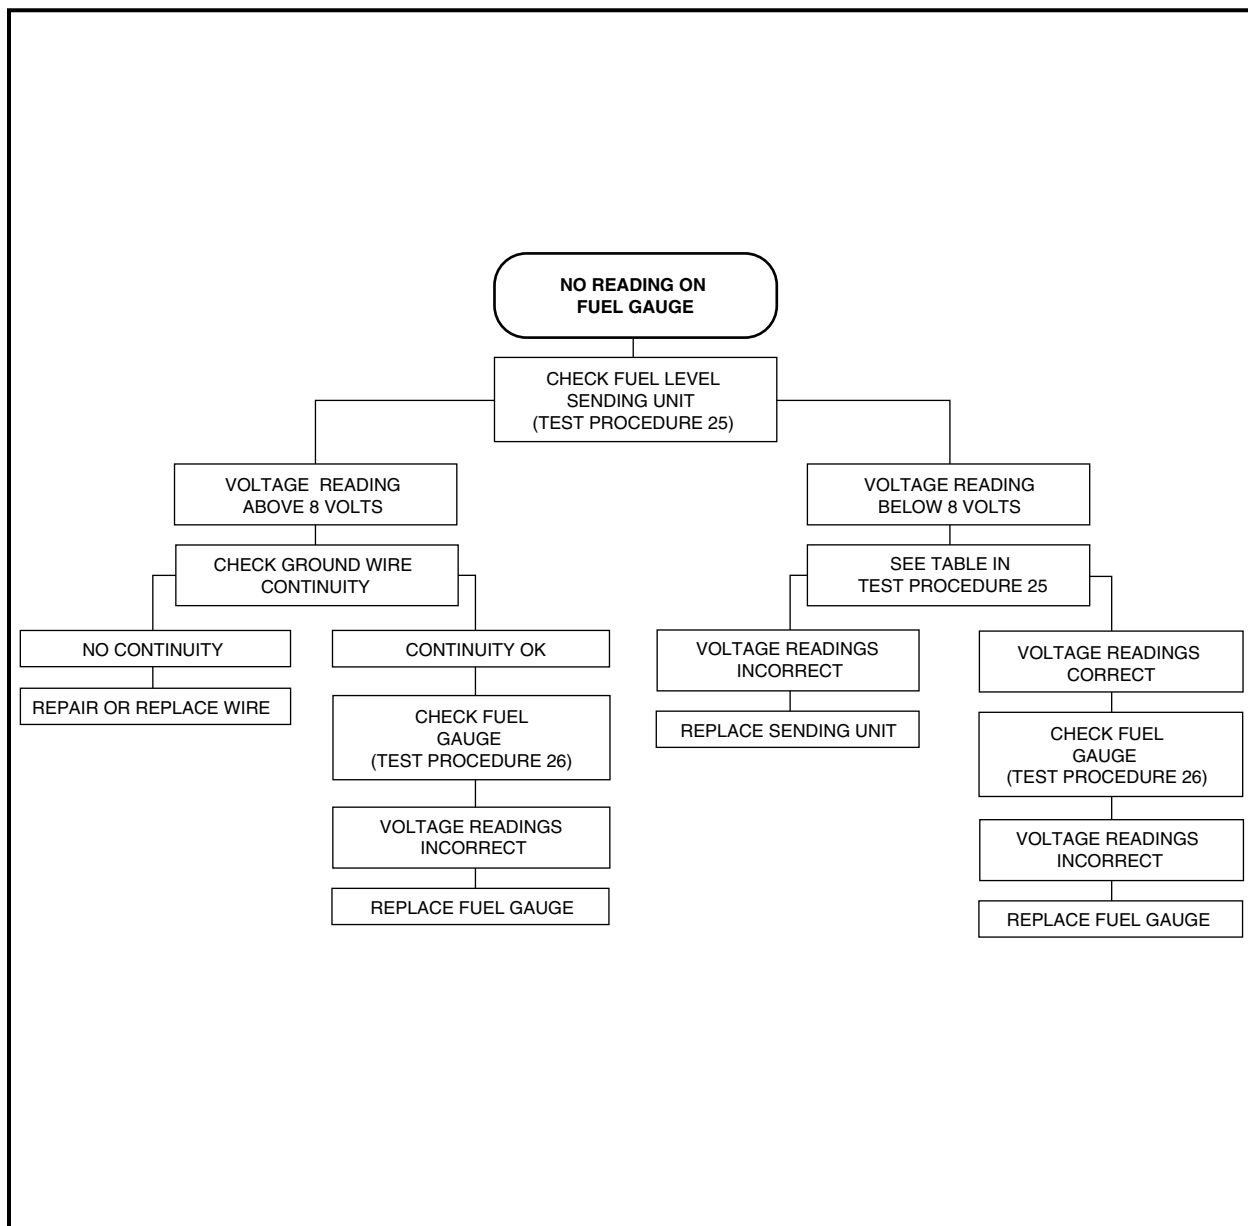 NO READING ON
FUEL GAUGE
CHECK FUEL LEVEL
SENDING UNIT
(TEST PROCEDURE 25)
VOLTAGE READING
ABOVE 8 VOLTS
VOLTAGE READING
BELOW 8 VOLTS
CHECK GROUND WIRE
CONTINUITY
SEE TABLE IN
TEST PROCEDURE 25
NO CONTINUITY
CONTINUITY OK
VOLTAGE READINGS
INCORRECT
VOLTAGE READINGS
CORRECT
REPAIR OR REPLACE WIRE
CHECK FUEL
GAUGE
(TEST PROCEDURE 26)
REPLACE SENDING UNIT
CHECK FUEL
GAUGE
(TEST PROCEDURE 26)
VOLTAGE READINGS
INCORRECT
VOLTAGE READINGS
INCORRECT
REPLACE FUEL GAUGE
REPLACE FUEL GAUGE